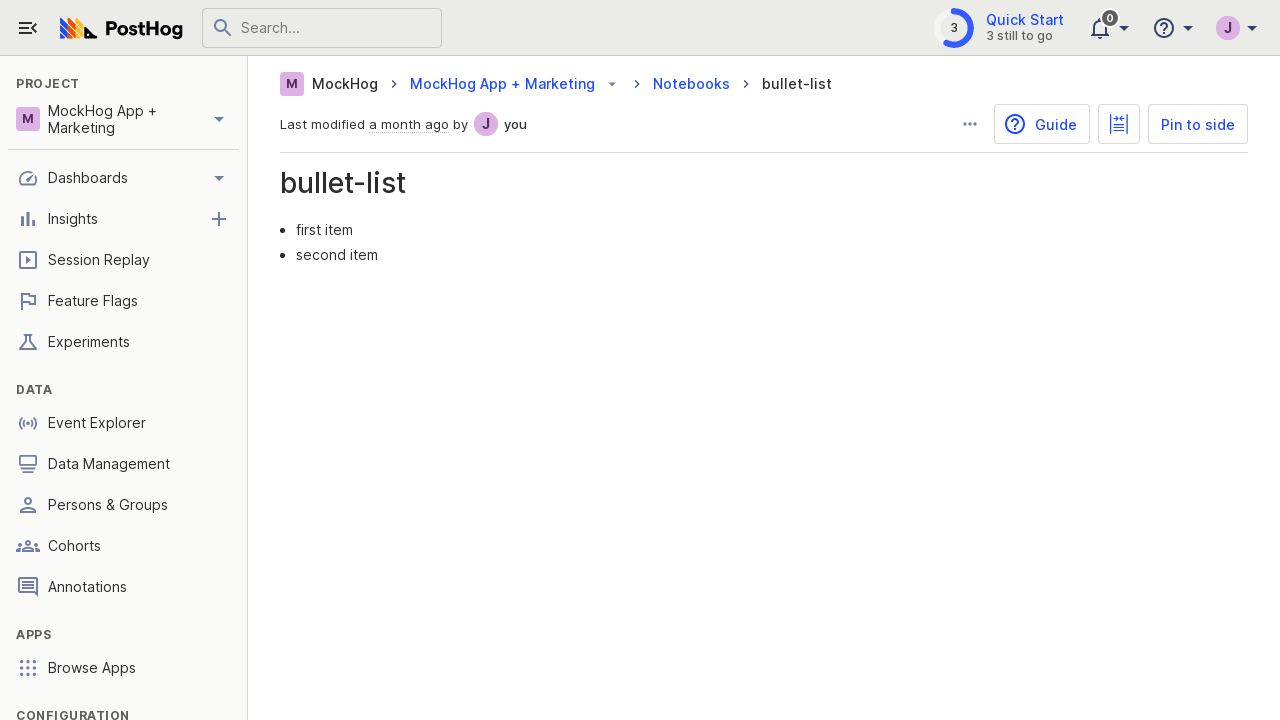 PostHog
Search...
3
Quick Start
3 still to go
0
J
PROJECT
M
MockHog App +
Marketing
Dashboards
Insights
Session Replay
Feature Flags
Experiments
DATA
Event Explorer
Data Management
Persons & Groups
Cohorts
Annotations
APPS
Browse Apps
CONFIGURATION
M MockHog MockHog App + Marketing Notebooks bullet-list
Last modified a month ago by J you
Guide
Pin to side
bullet-list
• first item
• second item